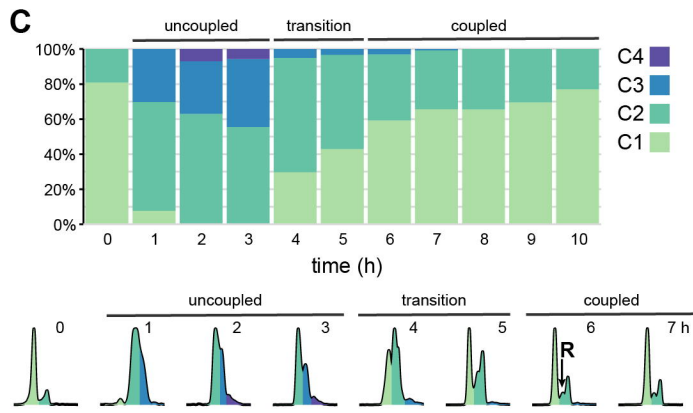 C
uncoupled transition coupled
100% C4
80% C3
60% C2
40% C1
20%
0%
0 1 2 3 4 5 6 7 8 9 10
time (h)
uncoupled transition coupled
0 1 2 3 4 5 6 7 h
R